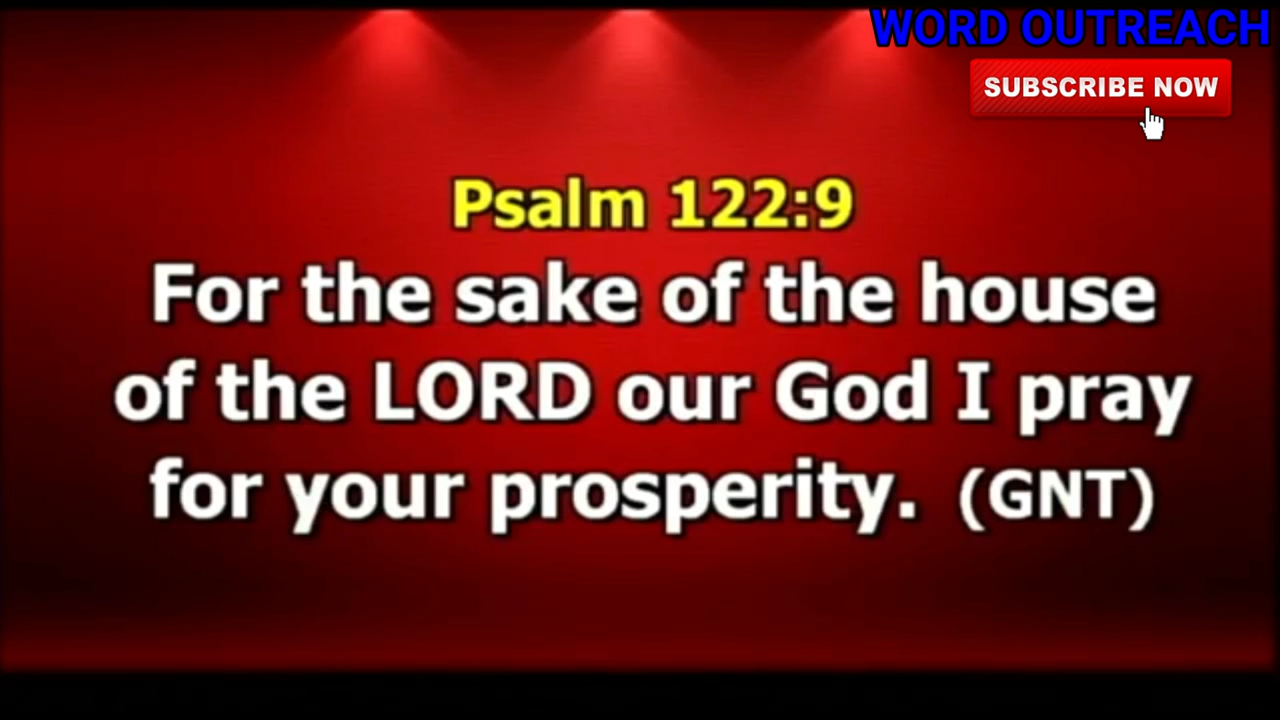 WORD OUTREACH
SUBSCRIBE NOW
Psalm 122:9
For the sake of the house
of the LORD our God I pray
for your prosperity. (GNT)